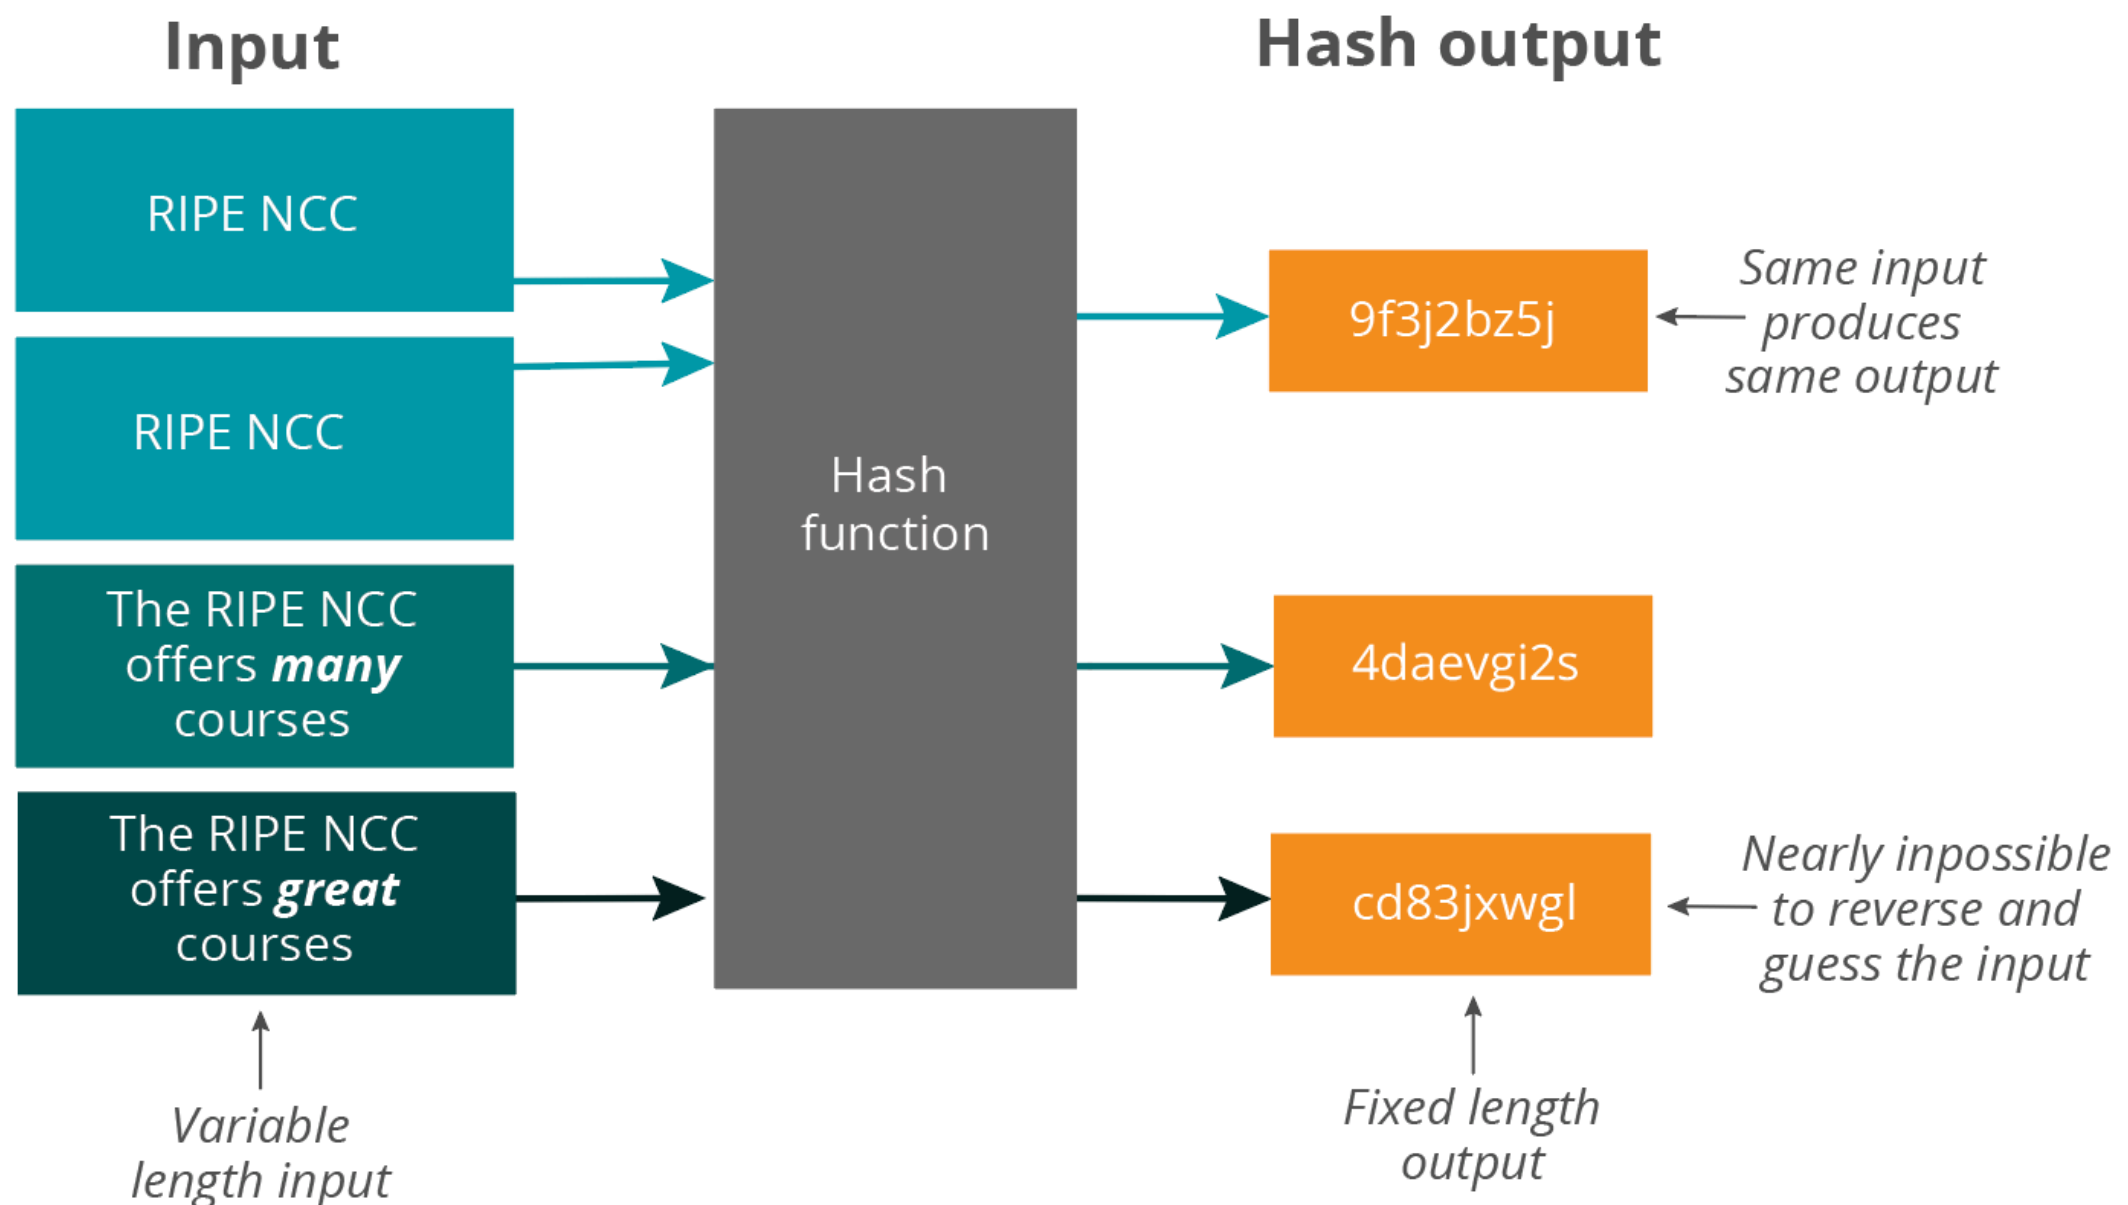 Input
Hash output
RIPE NCC
RIPE NCC
The RIPE NCC
offers many
courses
The RIPE NCC
offers great
courses
Variable
length input
Hash
function
9f3j2bz5j
Same input
produces
same output
4daevgi2s
cd83jxwgl
Nearly inpossible
to reverse and
guess the input
Fixed length
output